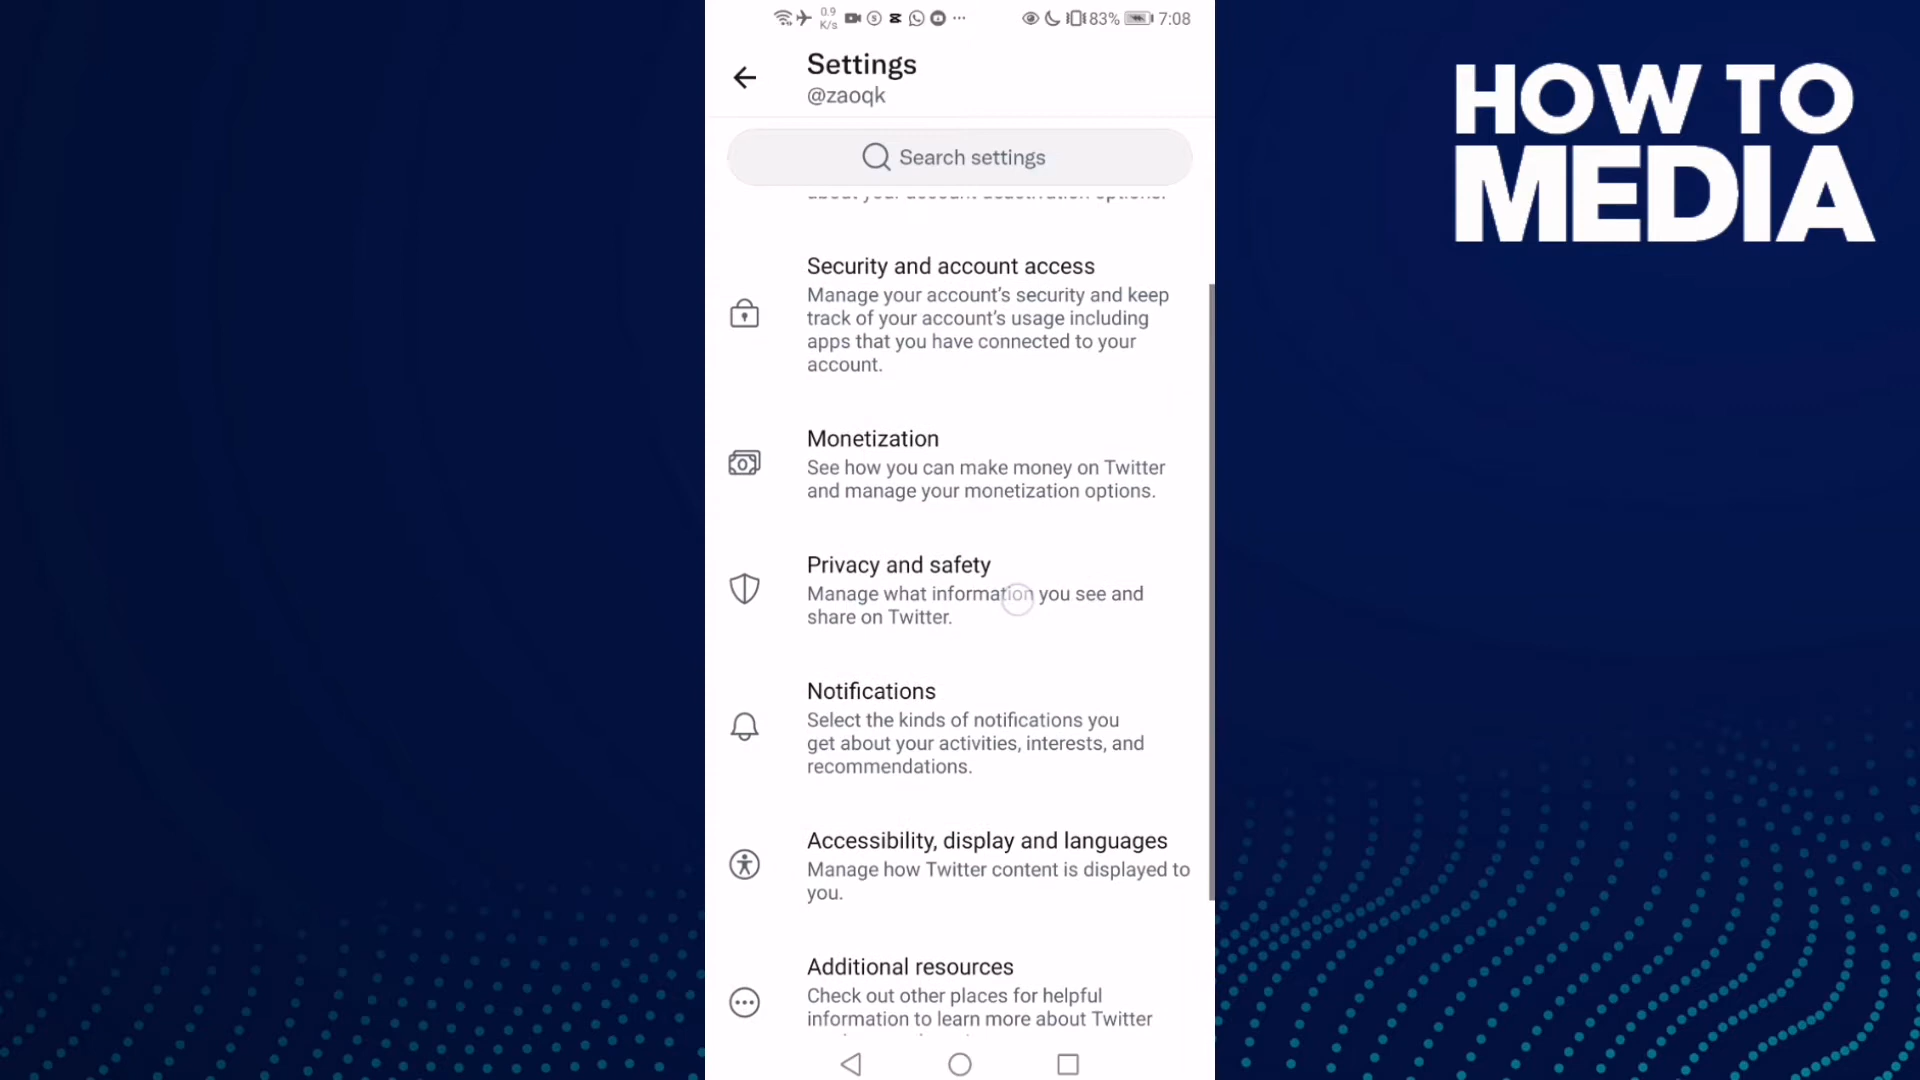 0.9
K/s
83%
7:08
Settings
@zaoqk
HOW TO
MEDIA
Search settings
about your account deactivation options.
Security and account access
Manage your account's security and keep
track of your account's usage including
apps that you have connected to your
account.
Monetization
See how you can make money on Twitter
and manage your monetization options.
Privacy and safety
Manage what information you see and
share on Twitter.
Notifications
Select the kinds of notifications you
get about your activities, interests, and
recommendations.
Accessibility, display and languages
Manage how Twitter content is displayed to
you.
Additional resources
Check out other places for helpful
information to learn more about Twitter